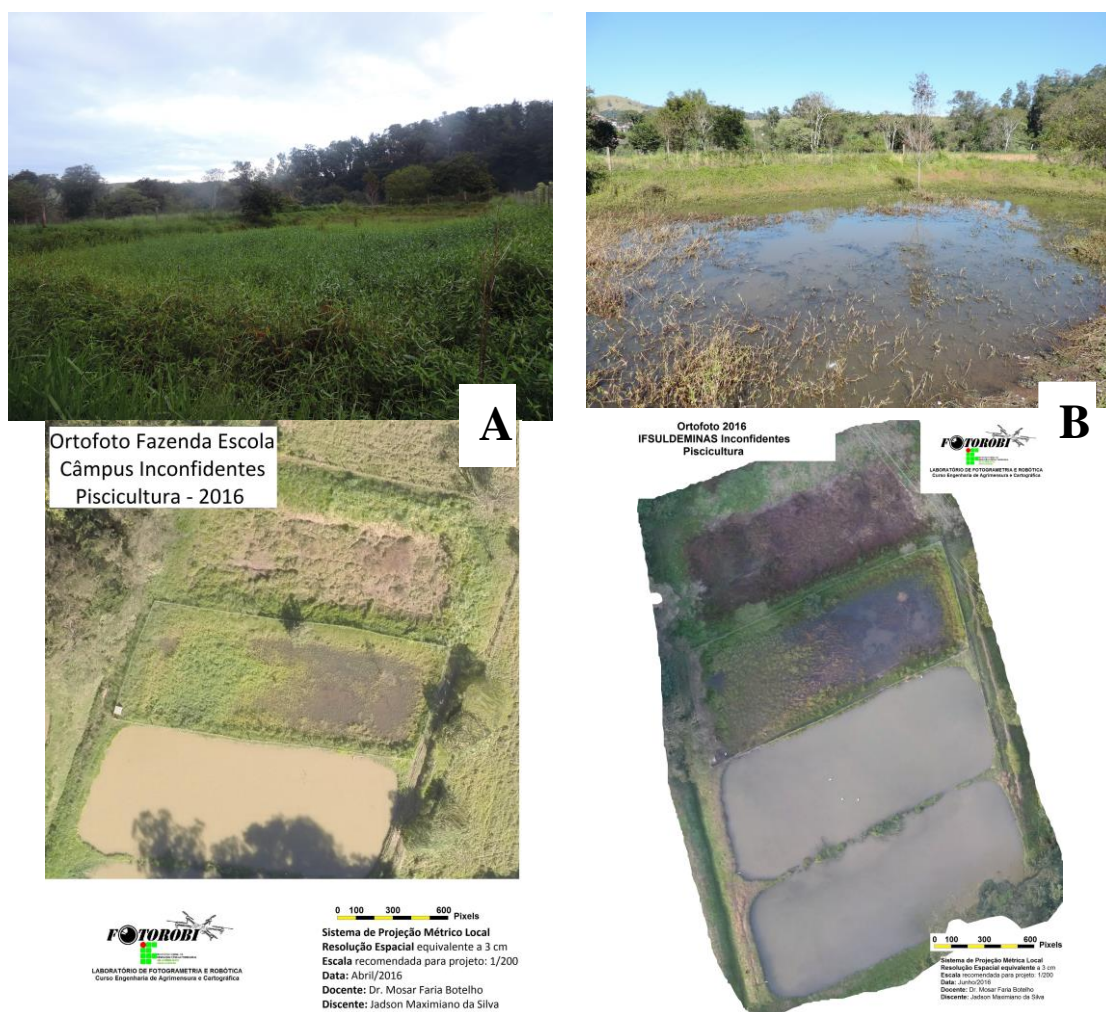 A
B
Ortofoto Fazenda Escola
Câmpus Inconfidentes
Piscicultura - 2016
FOTOROBI
LABORATÓRIO DE FOTOGRAMETRIA E ROBÓTICA
Curso Engenharia de Agrimensura e Cartográfica
0 100 300 600 Pixels
Sistema de Projeção Métrico Local
Resolução Espacial equivalente a 3 cm
Escala recomendada para projeto: 1/200
Data: Abril/2016
Docente: Dr. Mosar Faria Botelho
Discente: Jadson Maximiano da Silva
Ortofoto 2016
IFSULDEMINAS Inconfidentes
Piscicultura
FOTOROBI
LABORATÓRIO DE FOTOGRAMETRIA E ROBÓTICA
Curso Engenharia de Agrimensura e Cartográfica
0 100 300 600 Pixels
Sistema de Projeção Métrico Local
Resolução Espacial equivalente a 3 cm
Escala recomendada para projeto: 1/200
Data: Junho/2016
Docente: Dr. Mosar Faria Botelho
Discente: Jadson Maximiano da Silva